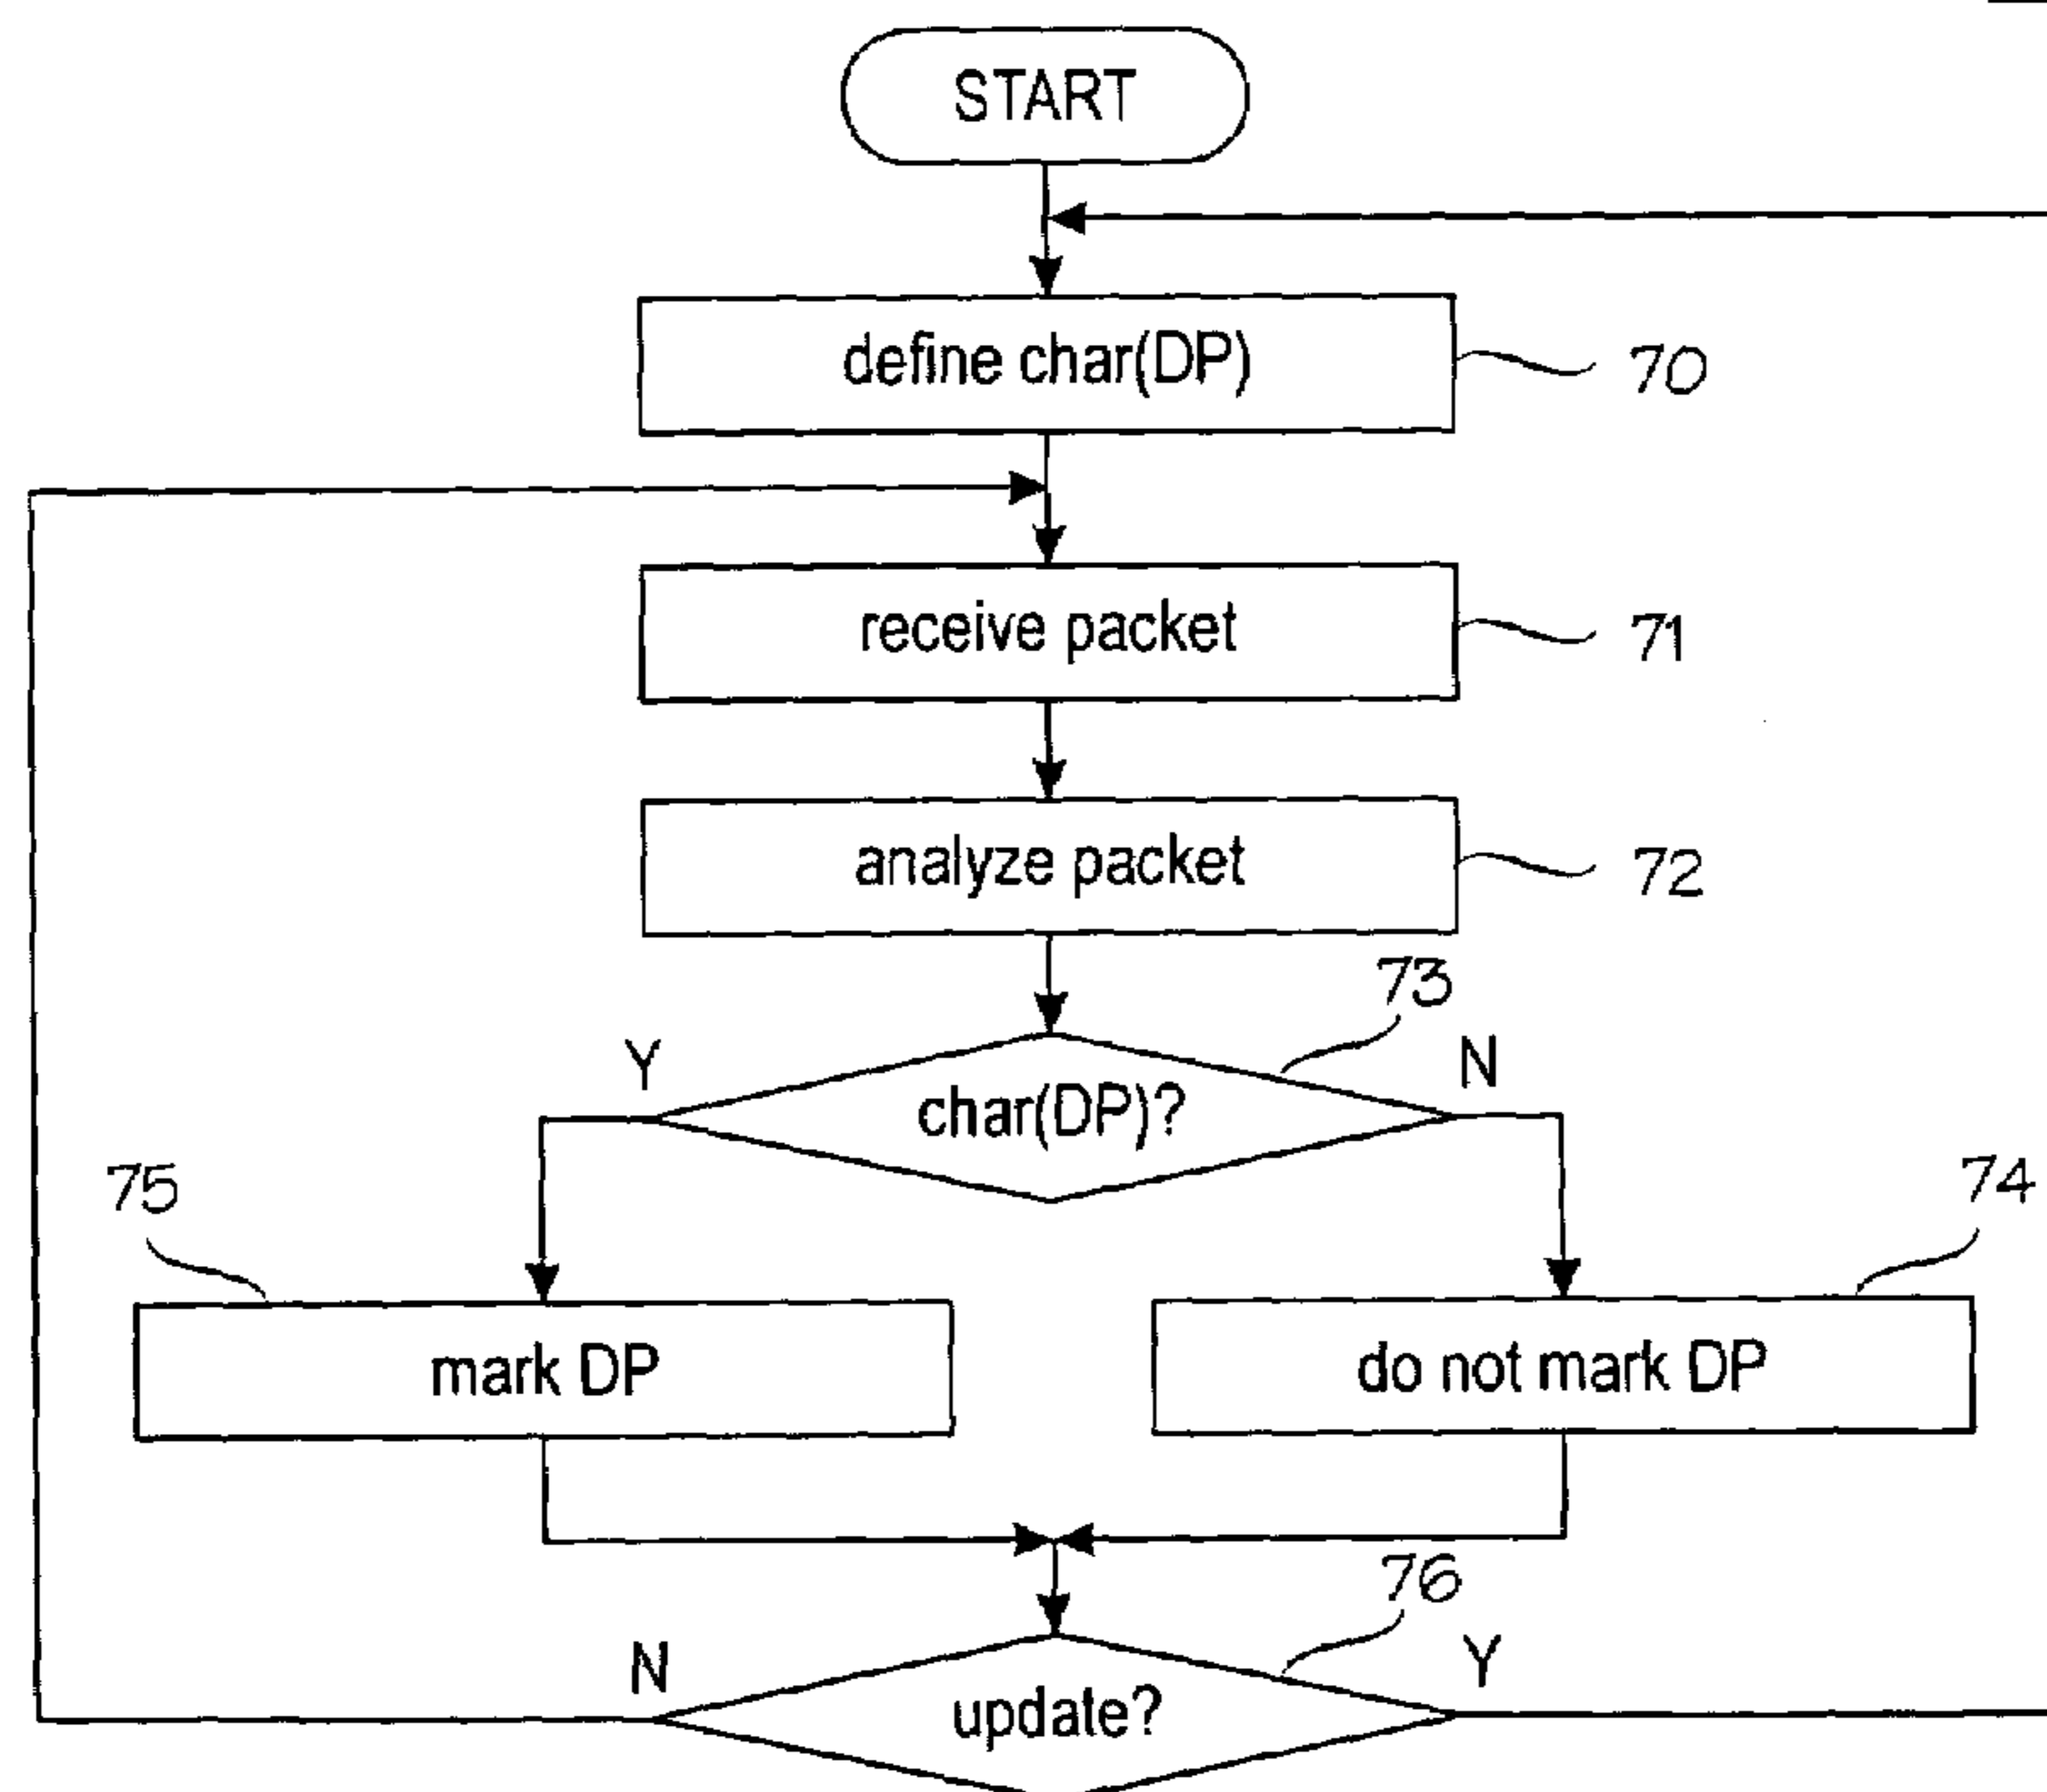 START
define char(DP)
70
receive packet
71
analyze packet
72
73
Y
N
char(DP)?
75
74
mark DP
do not mark DP
76
N
Y
update?